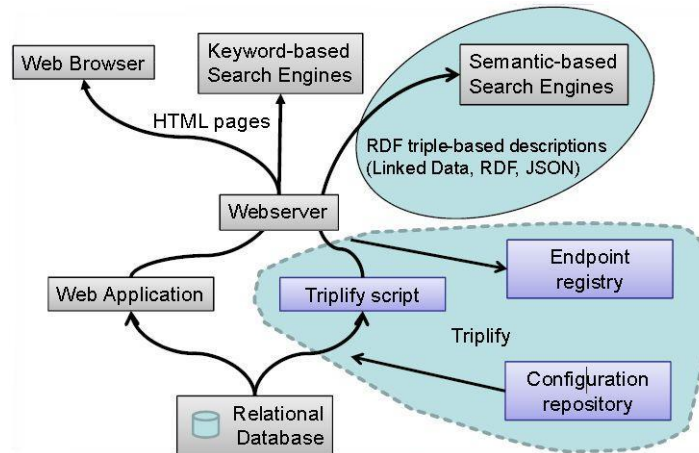 Web Browser
Keyword-based
Search Engines
Semantic-based
Search Engines
HTML pages
RDF triple-based descriptions
(Linked Data, RDF, JSON)
Webserver
Endpoint
registry
Web Application
Triplify script
Triplify
Configuration
repository
Relational
Database